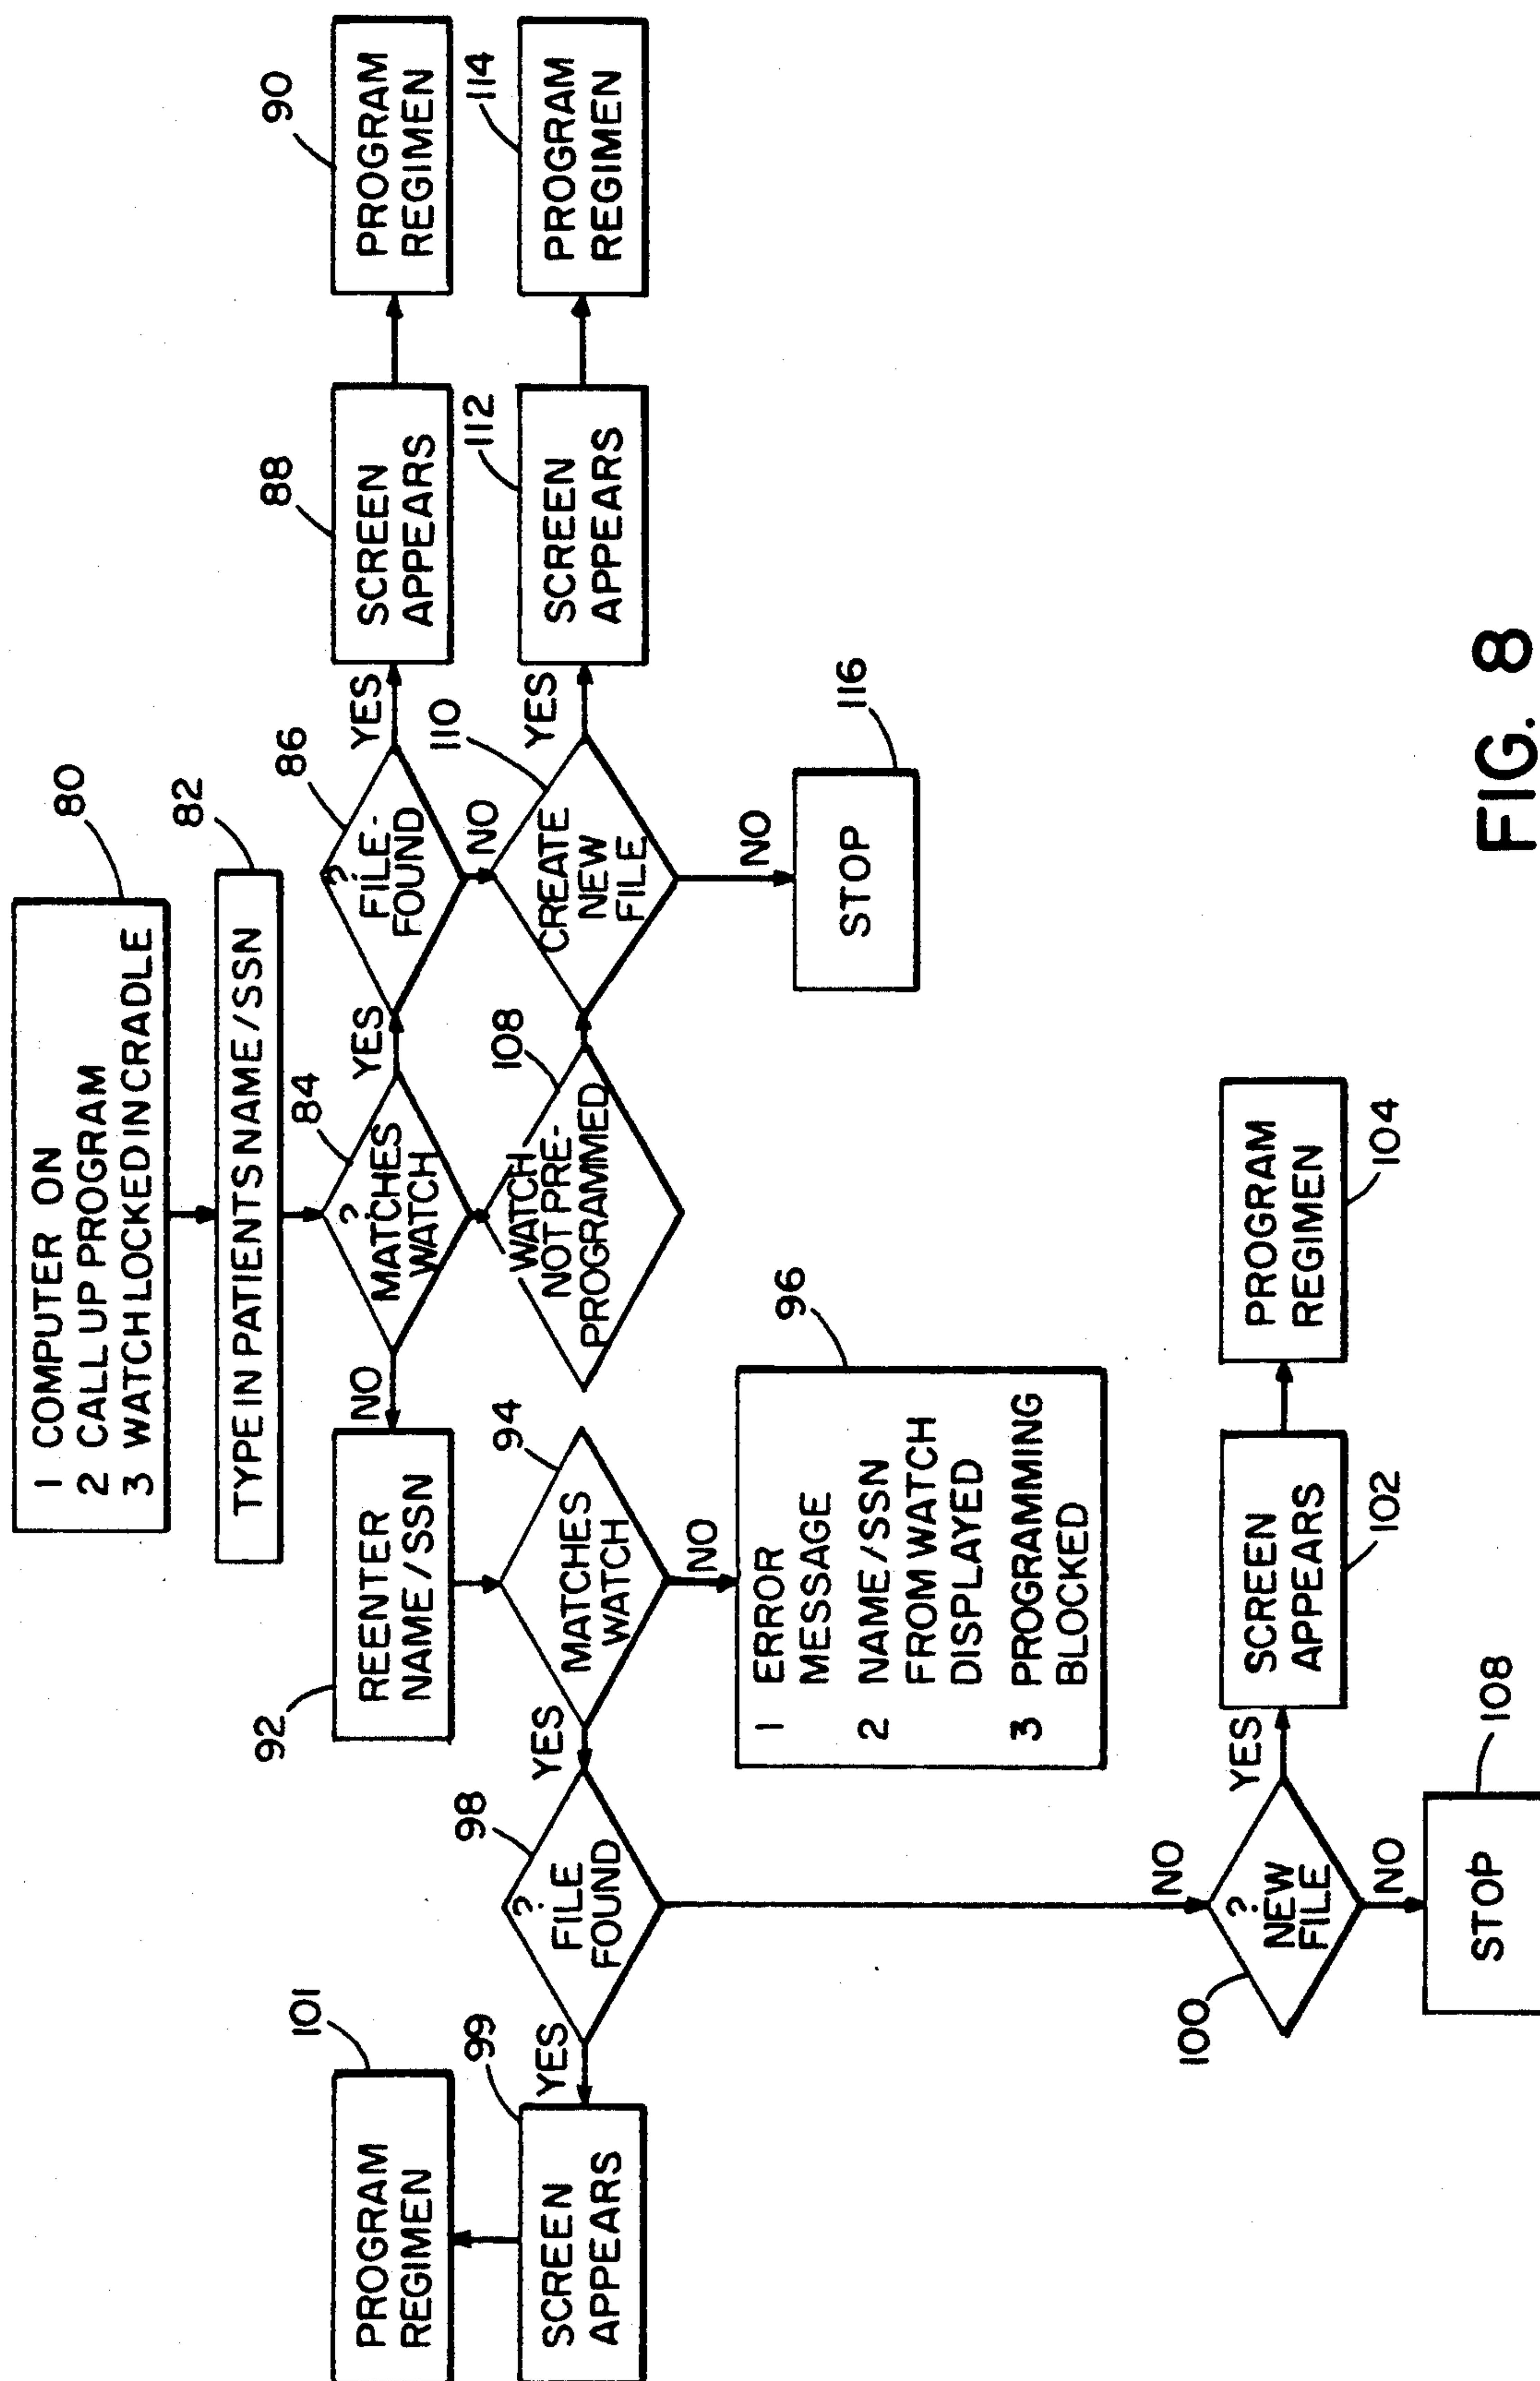 80
1 COMPUTER ON
2 CALL UP PROGRAM
3 WATCH LOCKED IN CRADLE
82
TYPE IN PATIENTS NAME/SSN
84
?
MATCHES
WATCH
YES
NO
86
?
FILE-
FOUND
YES
NO
88
SCREEN
APPEARS
90
PROGRAM
REGIMEN
92
REENTER
NAME/SSN
101
PROGRAM
REGIMEN
99
SCREEN
APPEARS
YES
98
?
FILE
FOUND
YES
NO
94
MATCHES
WATCH
NO
108
WATCH
NOT PRE-
PROGRAMMED
110
CREATE
NEW
FILE
YES
NO
112
SCREEN
APPEARS
114
PROGRAM
REGIMEN
96
1 ERROR
MESSAGE
2 NAME/SSN
FROM WATCH
DISPLAYED
3 PROGRAMMING
BLOCKED
116
STOP
100
?
NEW
FILE
YES
NO
SCREEN
APPEARS
102
PROGRAM
REGIMEN
104
108
STOP
FIG. 8